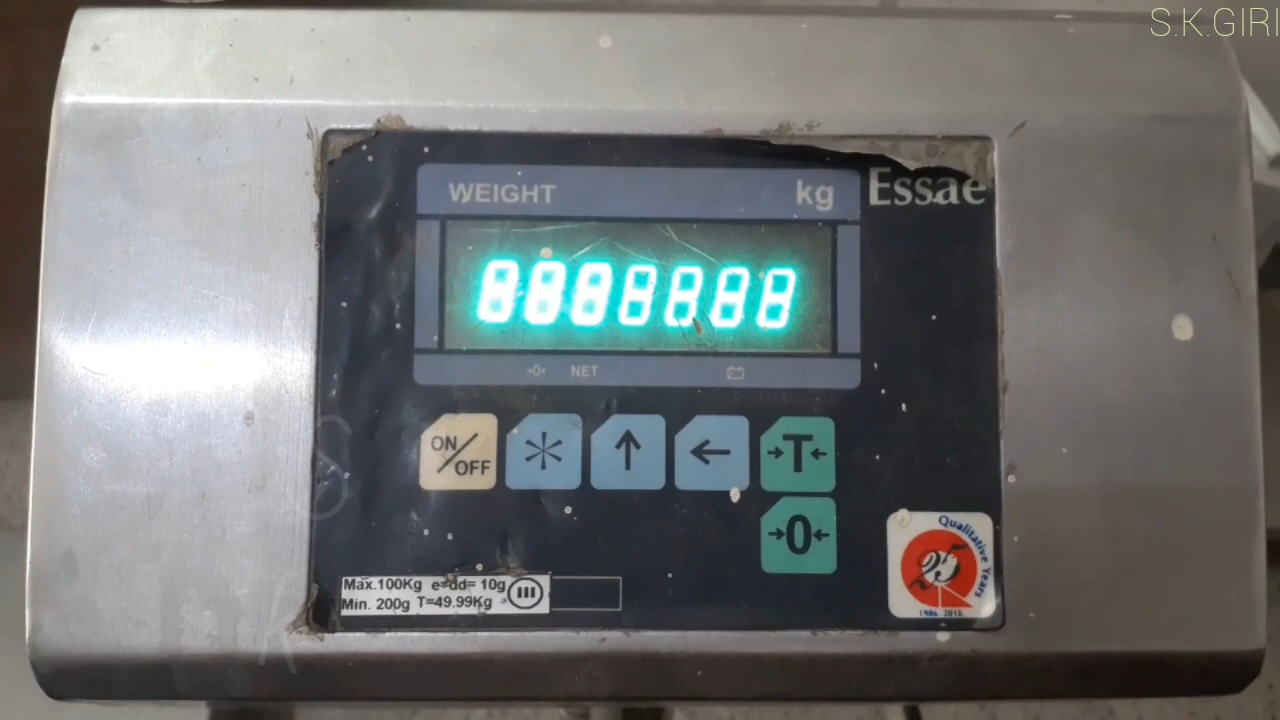 S.K.GIRI
WEIGHT kg
Essae
→0← NET
ON/OFF * ↑ ← →T←
→0←
Qualitative Years
25
Max.100Kg e=dd= 10g
Min. 200g T=49.99Kg
III